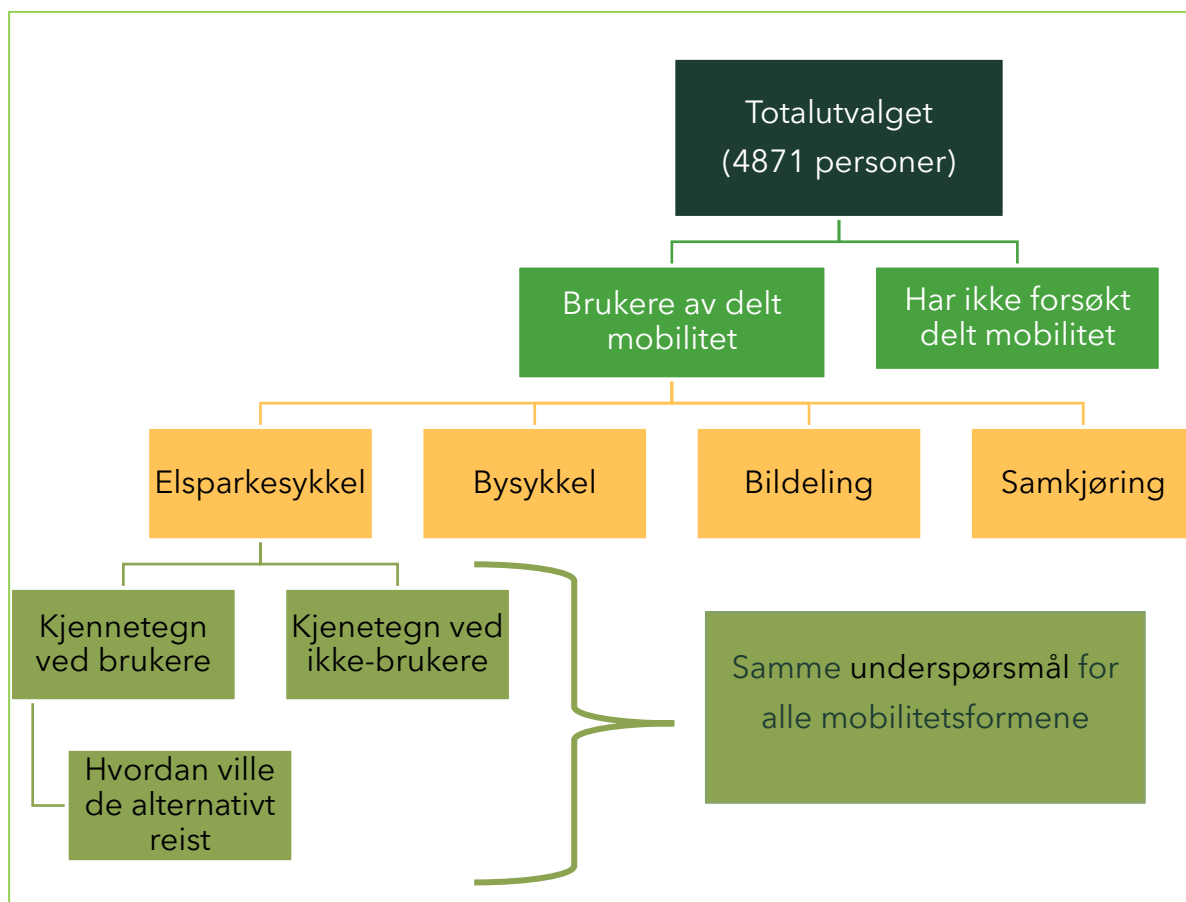 Totalutvalget
(4871 personer)
Brukere av delt
mobilitet
Har ikke forsøkt
delt mobilitet
Elsparkesykkel
Bysykkel
Bildeling
Samkjøring
Kjennetegn
ved brukere
Kjenetegn ved
ikke-brukere
Samme underspørsmål for
alle mobilitetsformene
Hvordan ville
de alternativt
reist